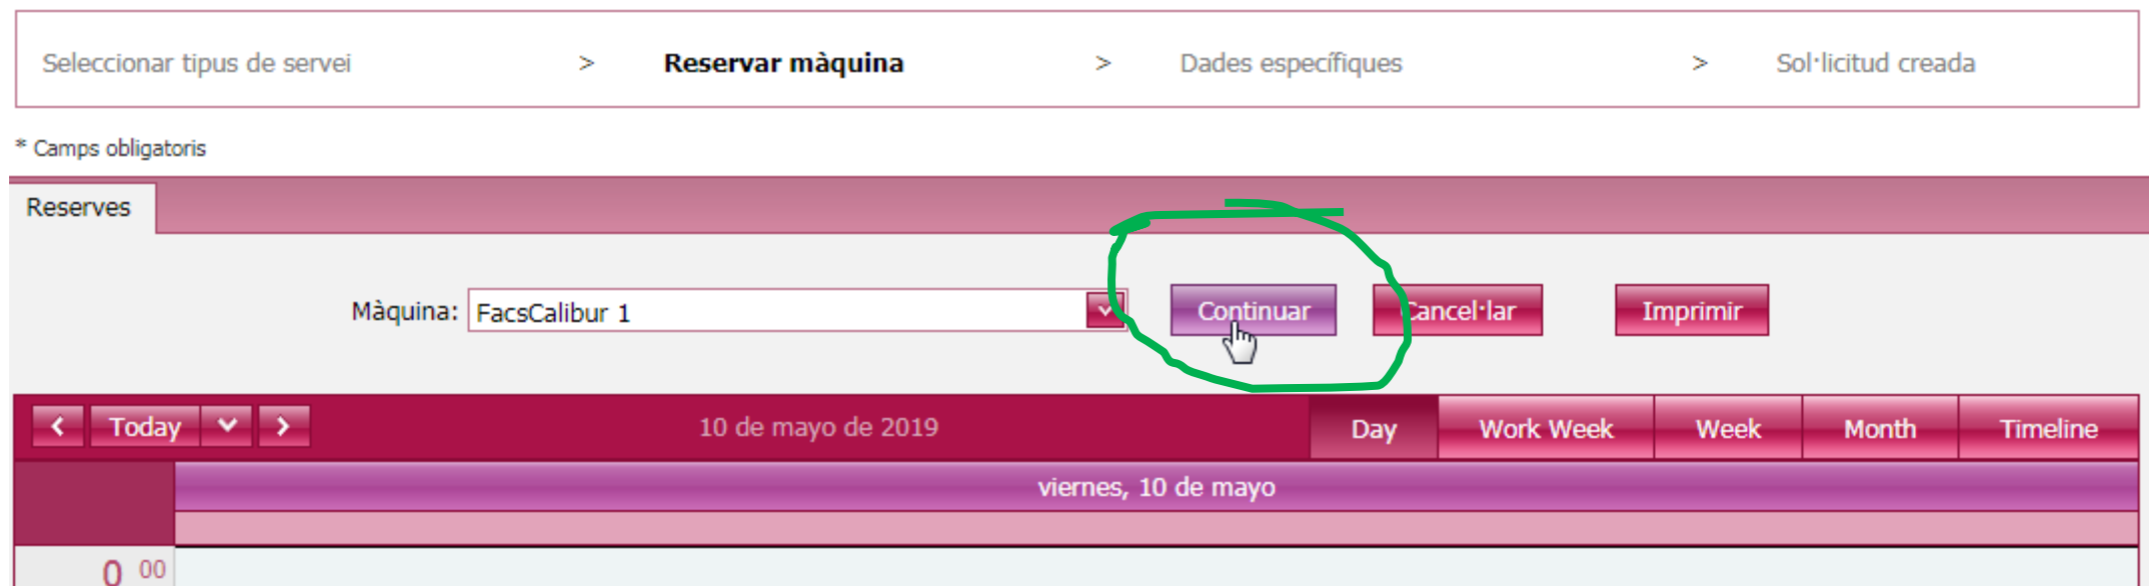 Seleccionar tipus de servei > Reservar màquina > Dades específiques > Sol·licitud creada
* Camps obligatoris
Reserves
Màquina: FacsCalibur 1 Continuar Cancel·lar Imprimir
Today 10 de mayo de 2019 Day Work Week Week Month Timeline
viernes, 10 de mayo
0 00